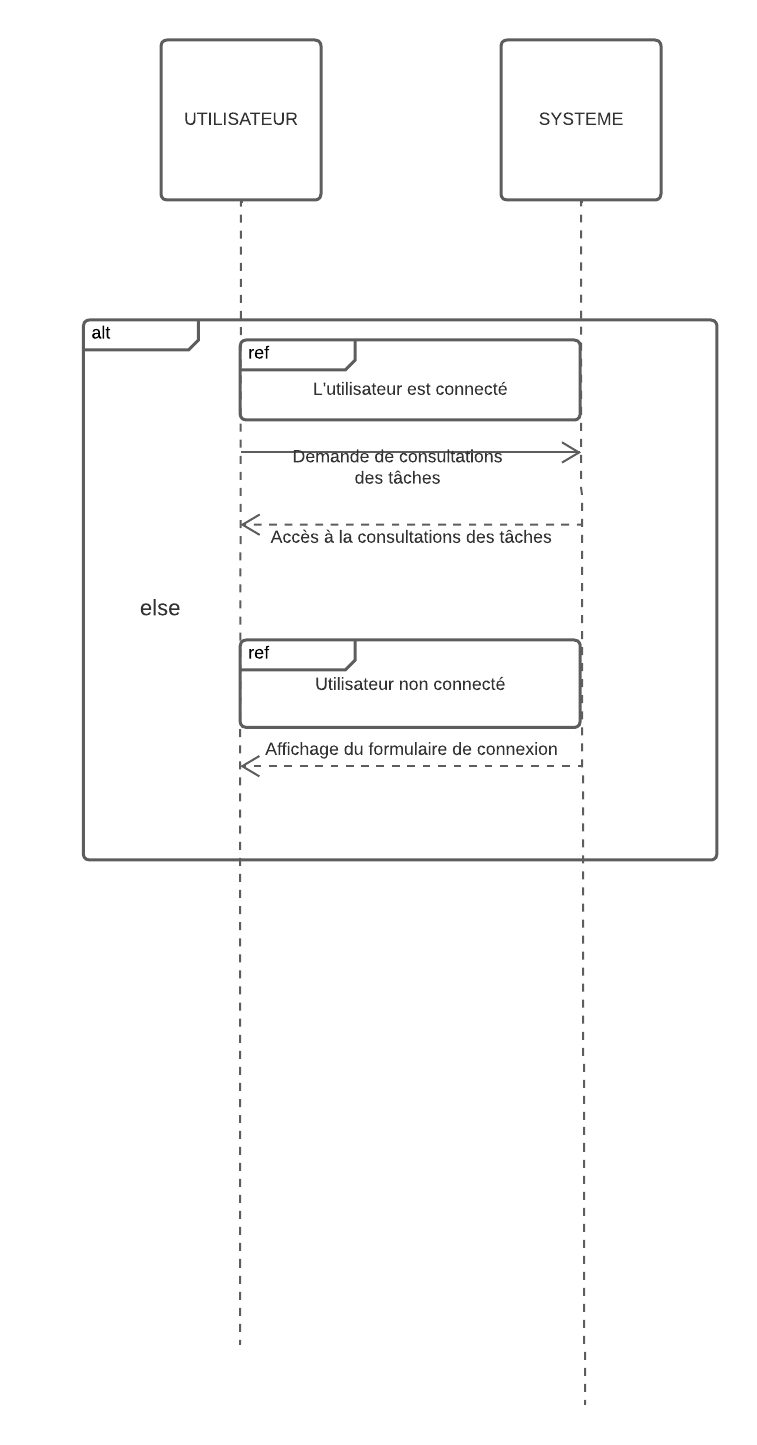 UTILISATEUR
SYSTEME
alt
ref
L'utilisateur est connecté
Demande de consultations
des tâches
Accès à la consultations des tâches
else
ref
Utilisateur non connecté
Affichage du formulaire de connexion